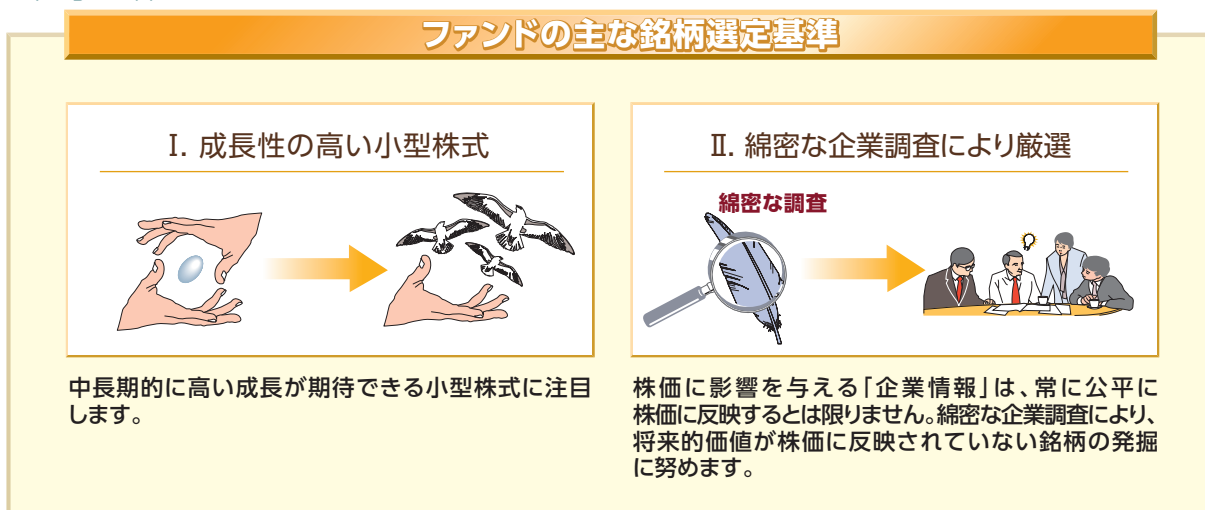 ファンドの主な銘柄選定基準
Ⅰ. 成長性の高い小型株式
中長期的に高い成長が期待できる小型株式に注目
します。
Ⅱ. 綿密な企業調査により厳選
綿密な調査
株価に影響を与える「企業情報」は、常に公平に
株価に反映するとは限りません。綿密な企業調査により、
将来的価値が株価に反映されていない銘柄の発掘
に努めます。